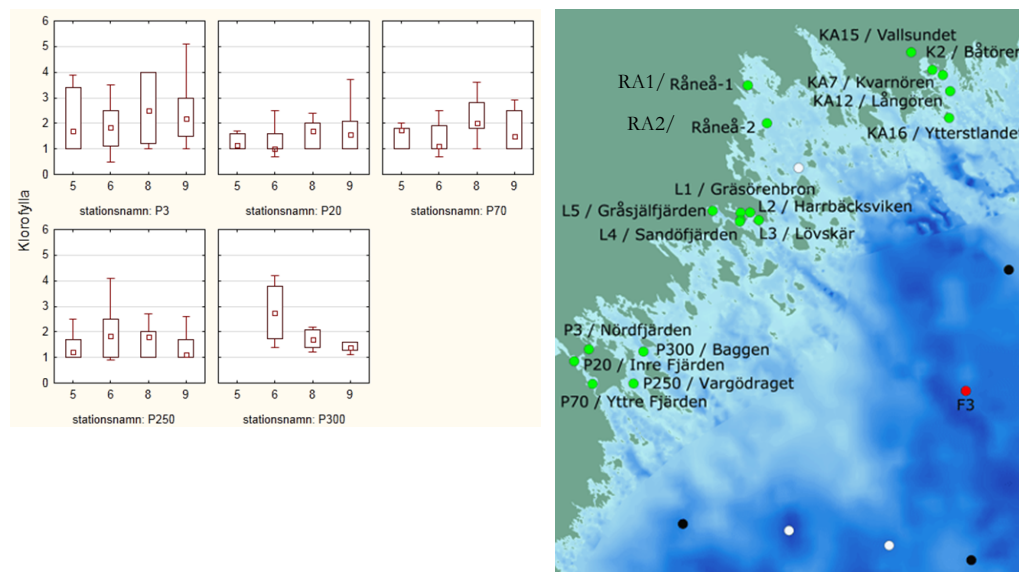 Klorofylla
6
5
4
3
2
1
0
5 6 8 9
stationsnamn: P3
5 6 8 9
stationsnamn: P20
5 6 8 9
stationsnamn: P70
6
5
4
3
2
1
0
5 6 8 9
stationsnamn: P250
5 6 8 9
stationsnamn: P300
KA15 / Vallsundet
K2 / Båtören
KA7 / Kvarnören
KA12 / Långören
KA16 / Ytterstlandet
RA1/ Råneå-1
RA2/ Råneå-2
L1 / Gräsörenbron
L5 / Gråsjälfjärden
L2 / Harrbäcksviken
L4 / Sandöfjärden
L3 / Lövskär
P3 / Nördfjärden
P300 / Baggen
P20 / Inre Fjärden
P250 / Vargödraget
P70 / Yttre Fjärden
F3